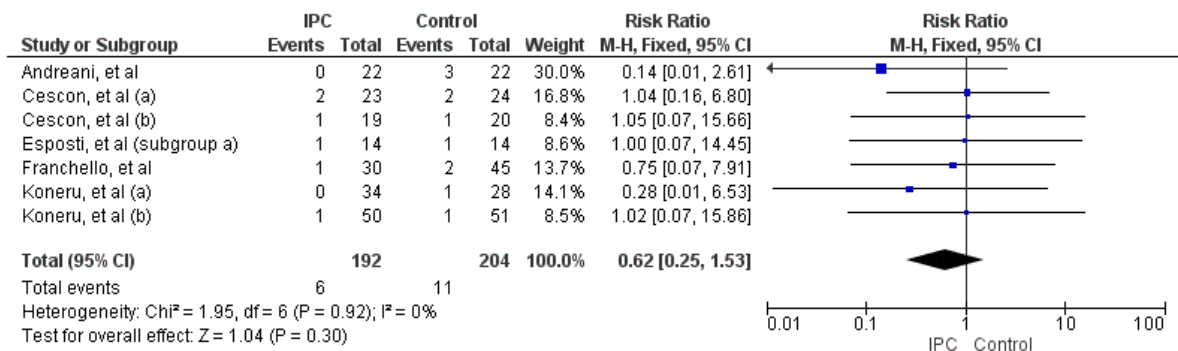 IPC Control Risk Ratio Risk Ratio
Study or Subgroup Events Total Events Total Weight M-H, Fixed, 95% CI M-H, Fixed, 95% CI
Andreani, et al 0 22 3 22 30.0% 0.14 [0.01, 2.61]
Cescon, et al (a) 2 23 2 24 16.8% 1.04 [0.16, 6.80]
Cescon, et al (b) 1 19 1 20 8.4% 1.05 [0.07, 15.66]
Esposti, et al (subgroup a) 1 14 1 14 8.6% 1.00 [0.07, 14.45]
Franchello, et al 1 30 2 45 13.7% 0.75 [0.07, 7.91]
Koneru, et al (a) 0 34 1 28 14.1% 0.28 [0.01, 6.53]
Koneru, et al (b) 1 50 1 51 8.5% 1.02 [0.07, 15.86]
Total (95% CI) 192 204 100.0% 0.62 [0.25, 1.53]
Total events 6 11
Heterogeneity: Chi² = 1.95, df = 6 (P = 0.92); I² = 0%
Test for overall effect: Z = 1.04 (P = 0.30)
0.01 0.1 1 10 100
IPC Control